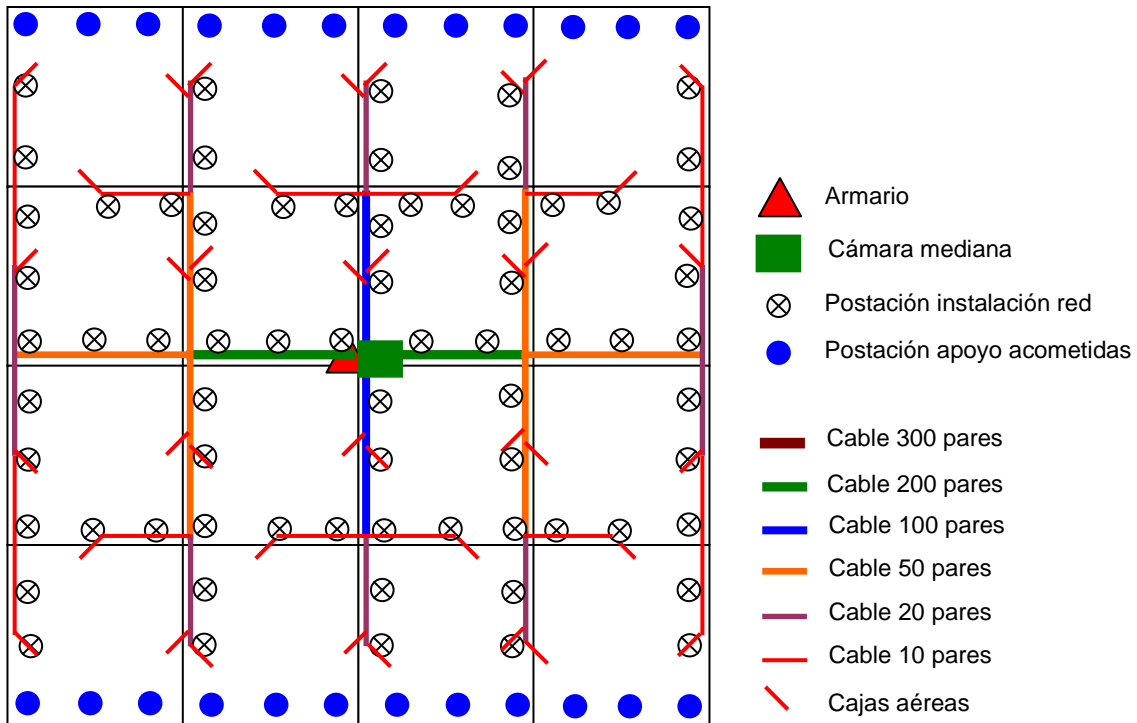 Armario
Cámara mediana
Postación instalación red
Postación apoyo acometidas
Cable 300 pares
Cable 200 pares
Cable 100 pares
Cable 50 pares
Cable 20 pares
Cable 10 pares
Cajas aéreas